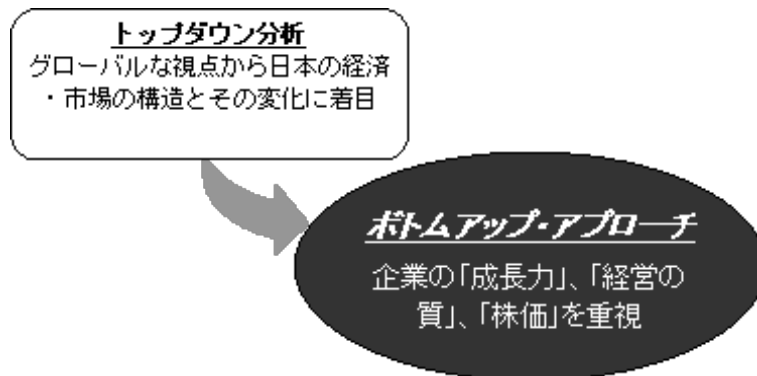 トップダウン分析
グローバルな視点から日本の経済
・市場の構造とその変化に着目
ボトムアップ・アプローチ
企業の「成長力」、「経営の
質」、「株価」を重視